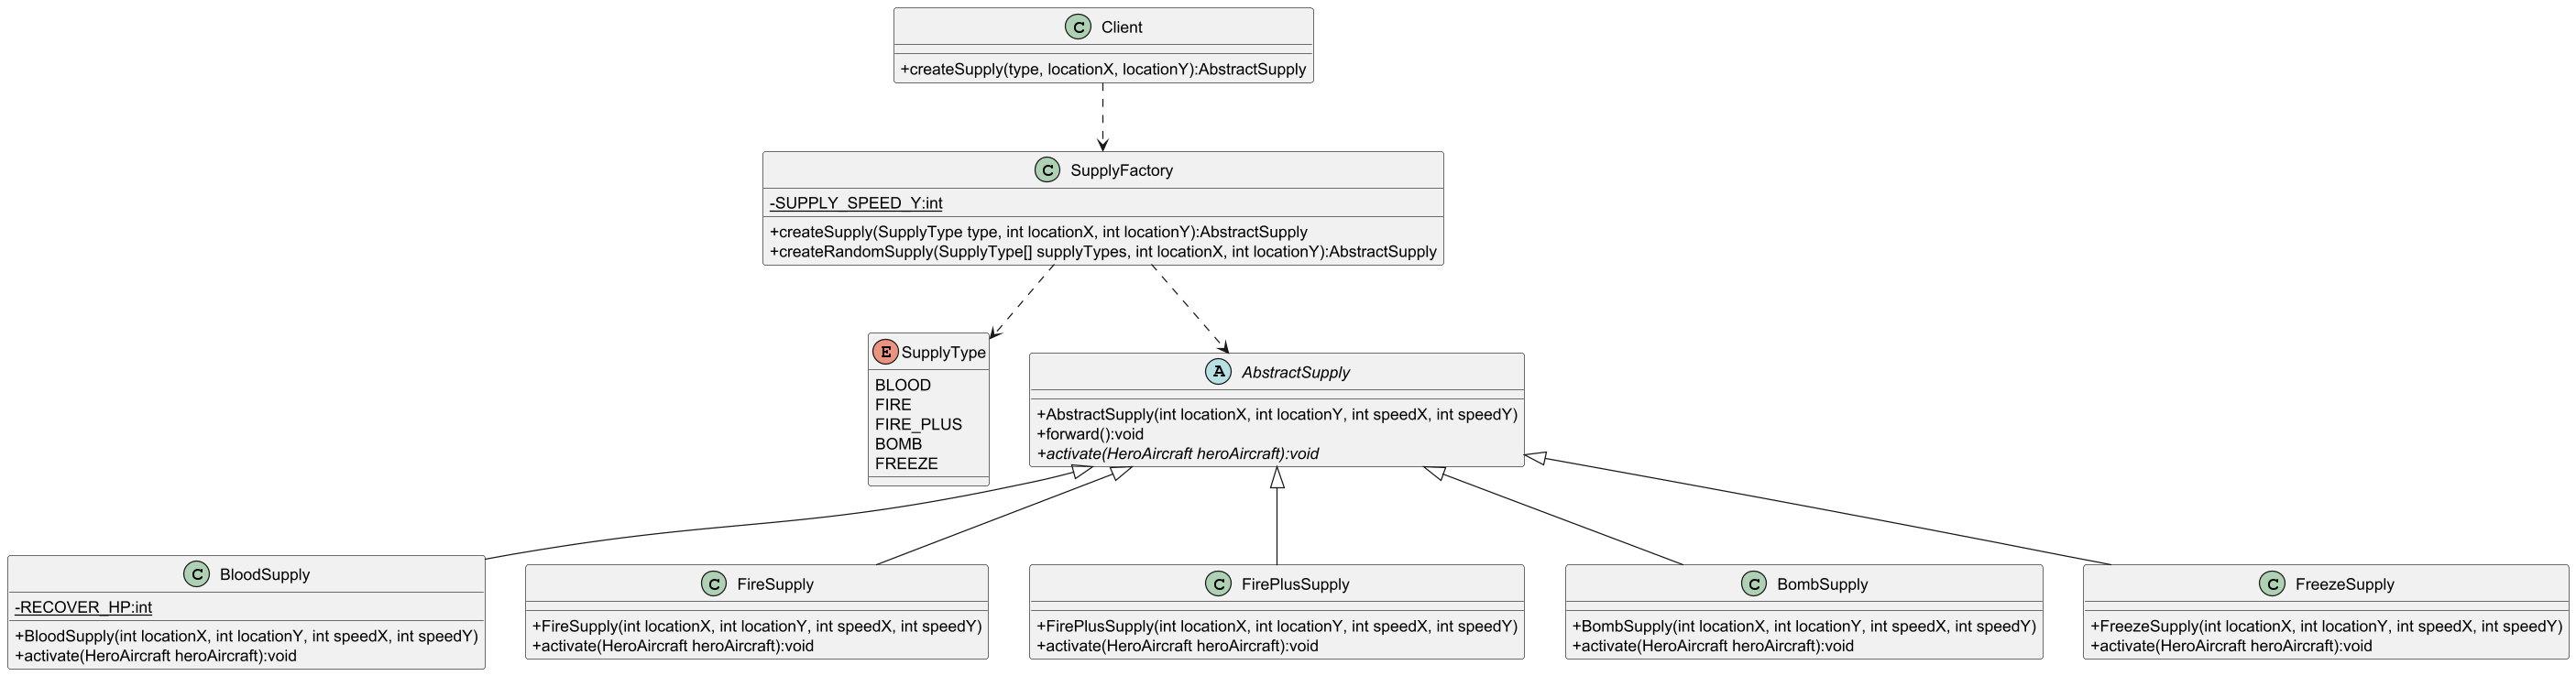 C Client
+createSupply(type, locationX, locationY):AbstractSupply
C SupplyFactory
-SUPPLY_SPEED_Y:int
+createSupply(SupplyType type, int locationX, int locationY):AbstractSupply
+createRandomSupply(SupplyType[] supplyTypes, int locationX, int locationY):AbstractSupply
E SupplyType
BLOOD
FIRE
FIRE_PLUS
BOMB
FREEZE
A AbstractSupply
+AbstractSupply(int locationX, int locationY, int speedX, int speedY)
+forward():void
+activate(HeroAircraft heroAircraft):void
C BloodSupply
-RECOVER_HP:int
+BloodSupply(int locationX, int locationY, int speedX, int speedY)
+activate(HeroAircraft heroAircraft):void
C FireSupply
+FireSupply(int locationX, int locationY, int speedX, int speedY)
+activate(HeroAircraft heroAircraft):void
C FirePlusSupply
+FirePlusSupply(int locationX, int locationY, int speedX, int speedY)
+activate(HeroAircraft heroAircraft):void
C BombSupply
+BombSupply(int locationX, int locationY, int speedX, int speedY)
+activate(HeroAircraft heroAircraft):void
C FreezeSupply
+FreezeSupply(int locationX, int locationY, int speedX, int speedY)
+activate(HeroAircraft heroAircraft):void